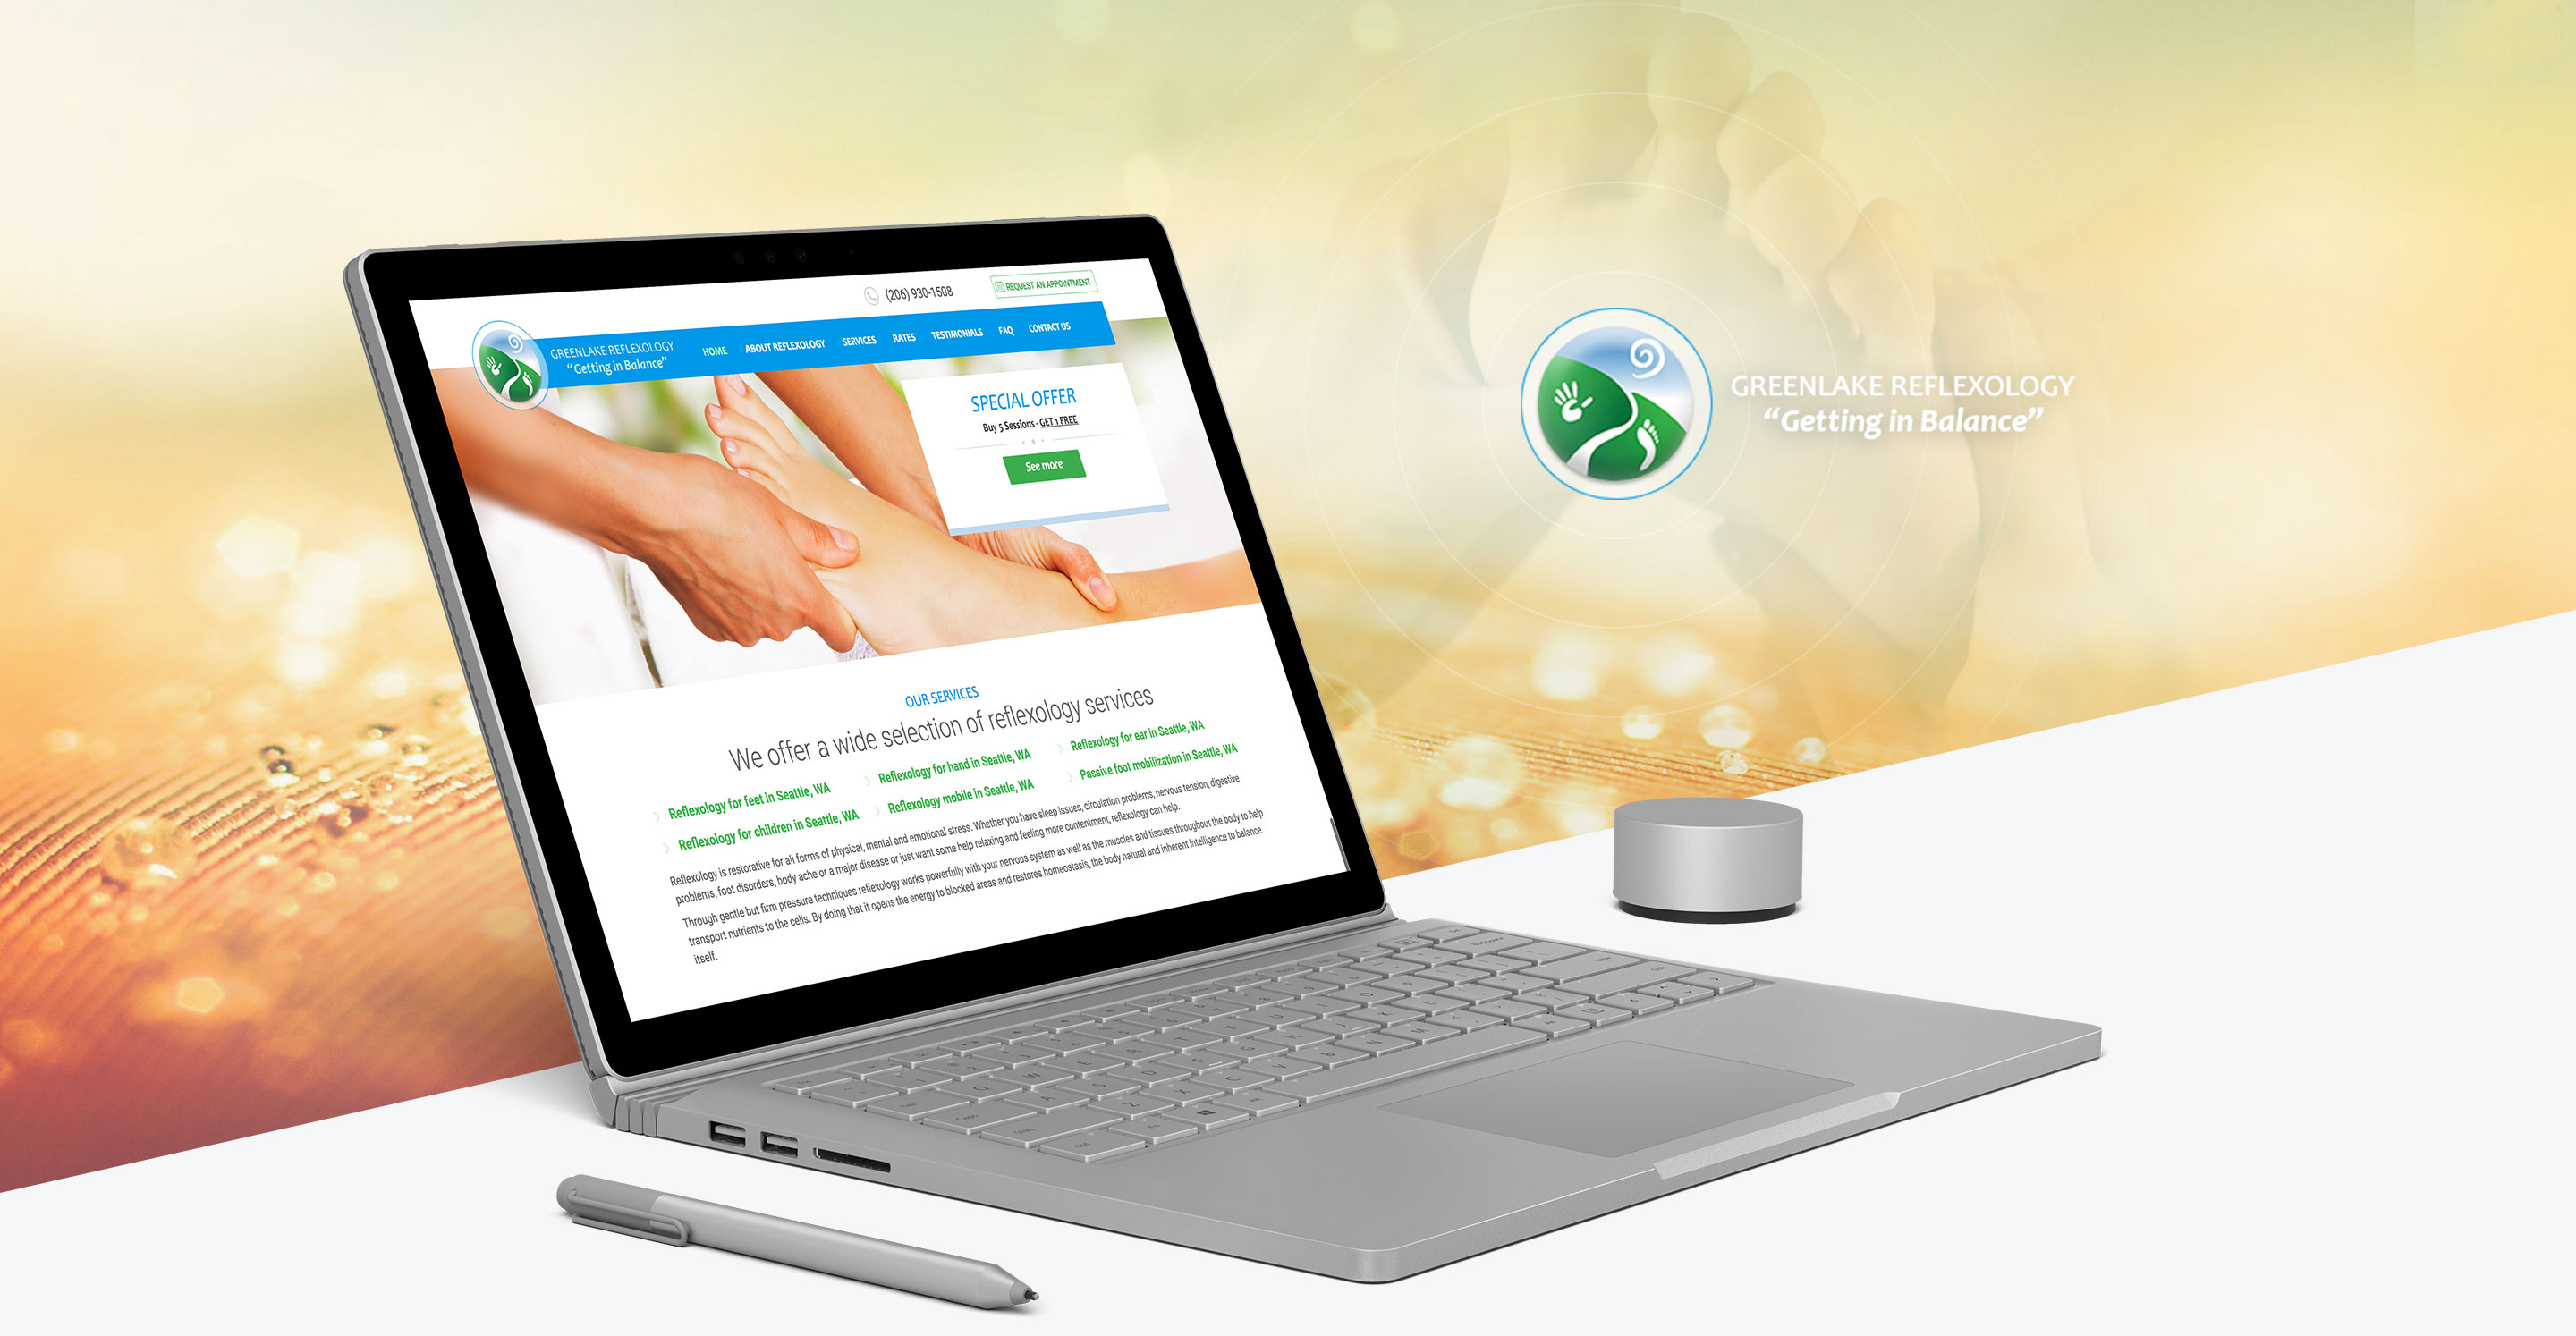 (206) 930-1508
REQUEST AN APPOINTMENT
GREENLAKE REFLEXOLOGY
“Getting in Balance”
HOME ABOUT REFLEXOLOGY SERVICES RATES TESTIMONIALS FAQ CONTACT US
SPECIAL OFFER
Buy 5 Sessions - GET 1 FREE
See more
OUR SERVICES
We offer a wide selection of reflexology services
Reflexology for feet in Seattle, WA
Reflexology for hand in Seattle, WA
Reflexology for ear in Seattle, WA
Reflexology for children in Seattle, WA
Reflexology mobile in Seattle, WA
Passive foot mobilization in Seattle, WA
Reflexology is restorative for all forms of physical, mental and emotional stress. Whether you have sleep issues, circulation problems, nervous tension, digestive
problems, foot disorders, body ache or a major disease or just want some help relaxing and feeling more contentment, reflexology can help.
Through gentle but firm pressure techniques reflexology works powerfully with your nervous system as well as the muscles and tissues throughout the body to help
transport nutrients to the cells. By doing that it opens the energy to blocked areas and restores homeostasis, the body natural and inherent intelligence to balance
itself.
GREENLAKE REFLEXOLOGY
“Getting in Balance”